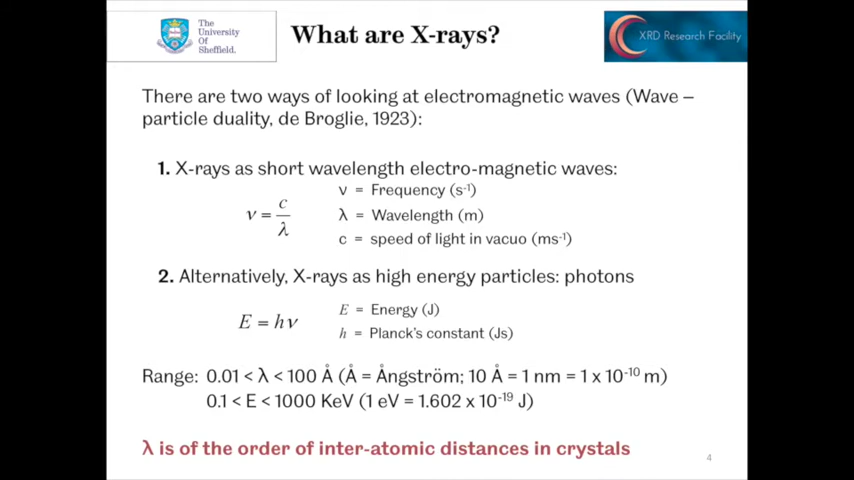 The
University
Of
Sheffield.
What are X-rays?
XRD Research Facility
There are two ways of looking at electromagnetic waves (Wave –
particle duality, de Broglie, 1923):
1. X-rays as short wavelength electro-magnetic waves:
ν = c/λ
ν = Frequency (s⁻¹)
λ = Wavelength (m)
c = speed of light in vacuo (ms⁻¹)
2. Alternatively, X-rays as high energy particles: photons
E = hν
E = Energy (J)
h = Planck's constant (Js)
Range: 0.01 < λ < 100 Å (Å = Ångström; 10 Å = 1 nm = 1 x 10⁻¹⁰ m)
0.1 < E < 1000 KeV (1 eV = 1.602 x 10⁻¹⁹ J)
λ is of the order of inter-atomic distances in crystals
4